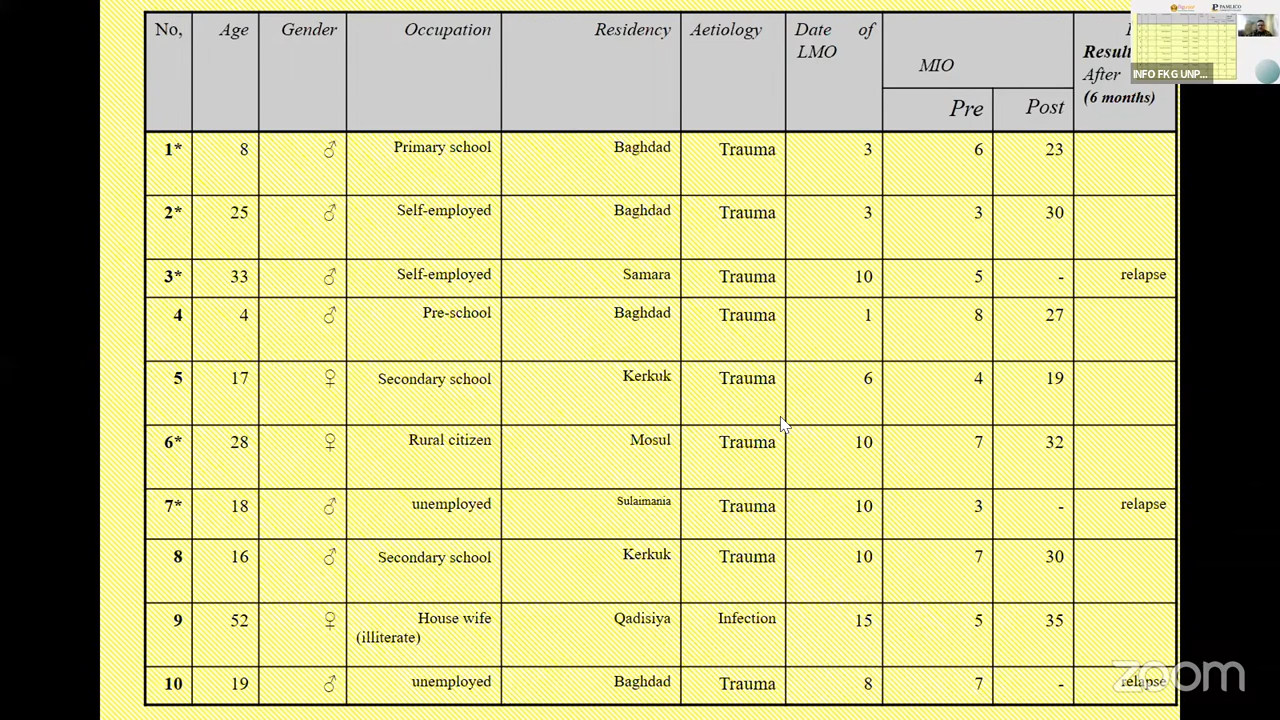 No, Age Gender Occupation Residency Aetiology Date of LMO MIO Result After (6 months)
Pre Post
1* 8 ♂ Primary school Baghdad Trauma 3 6 23
2* 25 ♂ Self-employed Baghdad Trauma 3 3 30
3* 33 ♂ Self-employed Samara Trauma 10 5 - relapse
4 4 ♂ Pre-school Baghdad Trauma 1 8 27
5 17 ♀ Secondary school Kerkuk Trauma 6 4 19
6* 28 ♀ Rural citizen Mosul Trauma 10 7 32
7* 18 ♂ unemployed Sulaimania Trauma 10 3 - relapse
8 16 ♂ Secondary school Kerkuk Trauma 10 7 30
9 52 ♀ House wife (illiterate) Qadisiya Infection 15 5 35
10 19 ♂ unemployed Baghdad Trauma 8 7 - relapse
PAMLICO
INFO FKG UNP...
zoom